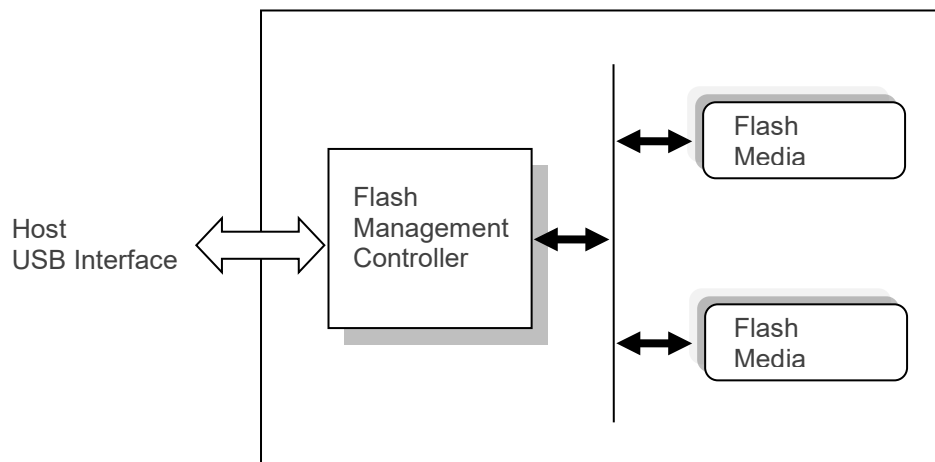 Host
USB Interface
Flash
Management
Controller
Flash
Media
Flash
Media